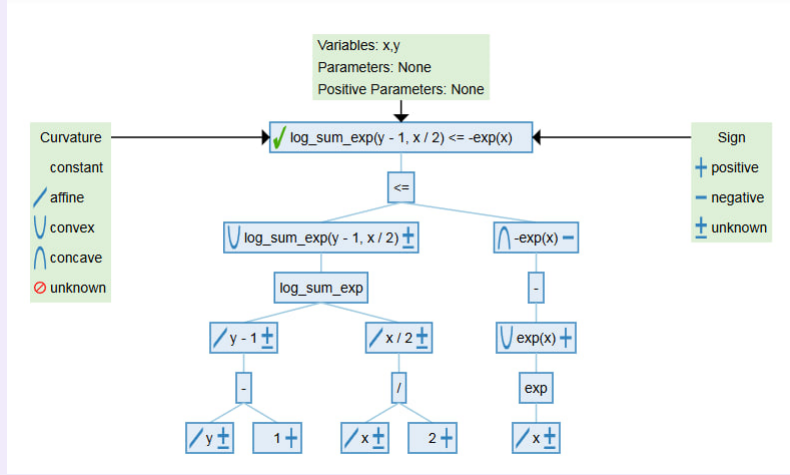 Variables: x,y
Parameters: None
Positive Parameters: None
Curvature
constant
affine
convex
concave
unknown
log_sum_exp(y - 1, x / 2) <= -exp(x)
Sign
+ positive
- negative
± unknown
<=
log_sum_exp(y - 1, x / 2) ±
-exp(x) -
log_sum_exp
-
y - 1 ±
x / 2 ±
exp(x) +
-
/
exp
y ±
1 +
x ±
2 +
x ±